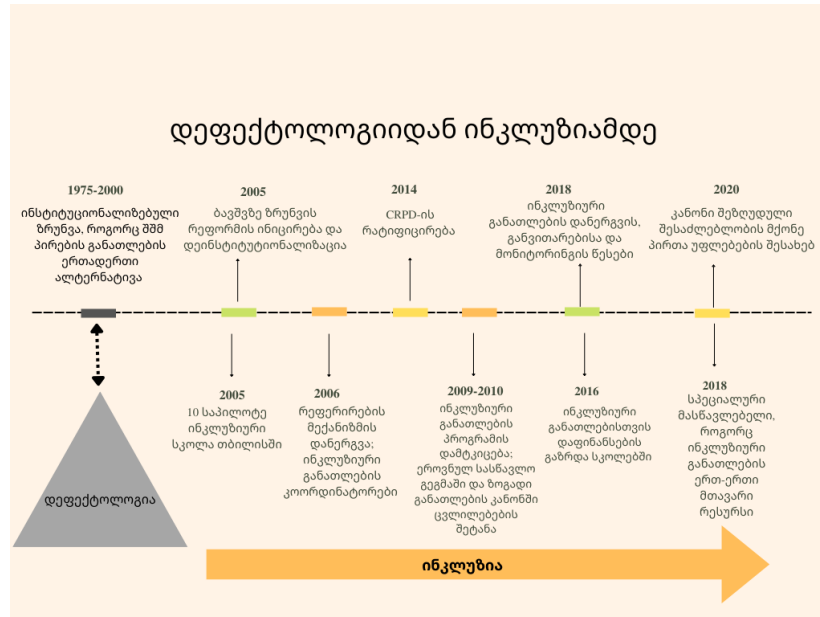 დეფექტოლოგიიდან ინკლუზიამდე
1975-2000
ინსტიტუციონალიზებული
ზრუნვა, როგორც შშმ
პირების განათლების
ერთადერთი
ალტერნატივა
2005
ბავშვზე ზრუნვის
რეფორმის ინიცირება და
დეინსტიტუტიონალიზაცია
2014
CRPD-ის
რატიფიცირება
2018
ინკლუზიური
განათლების დანერგვის,
განვითარებისა და
მონიტორინგის წესები
2020
კანონი შეზღუდული
შესაძლებლობის მქონე
პირთა უფლებების შესახებ
დეფექტოლოგია
2005
10 საპილოტე
ინკლუზიური
სკოლა თბილისში
2006
რეფერირების
მექანიზმის
დანერგვა;
ინკლუზიური
განათლების
კოორდინატორები
2009-2010
ინკლუზიური
განათლების
პროგრამის
დამტკიცება;
ეროვნულ სასწავლო
გეგმაში და ზოგადი
განათლების კანონში
ცვლილებების
შეტანა
2016
ინკლუზიური
განათლებისთვის
დაფინანსების
გაზრდა სკოლებში
2018
სპეციალური
მასწავლებელი,
როგორც
ინკლუზიური
განათლების
ერთ-ერთი
მთავარი
რესურსი
ინკლუზია